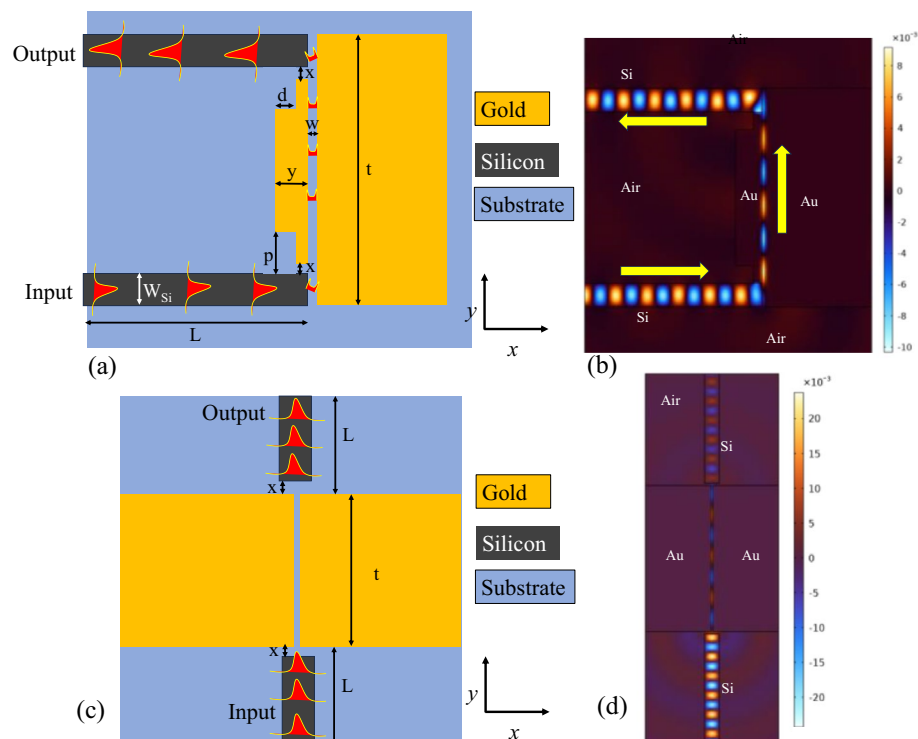 Output
x
d
w
y
t
p
x
Input
W_Si
L
y
x
(a)
Gold
Silicon
Substrate
Air
Si
Air
Au
Au
Si
Air
×10⁻³
8
6
4
2
0
-2
-4
-6
-8
-10
(b)
Output
L
x
t
x
L
Input
y
x
(c)
Gold
Silicon
Substrate
Air
Si
Au
Au
Si
×10⁻³
20
15
10
5
0
-5
-10
-15
-20
(d)